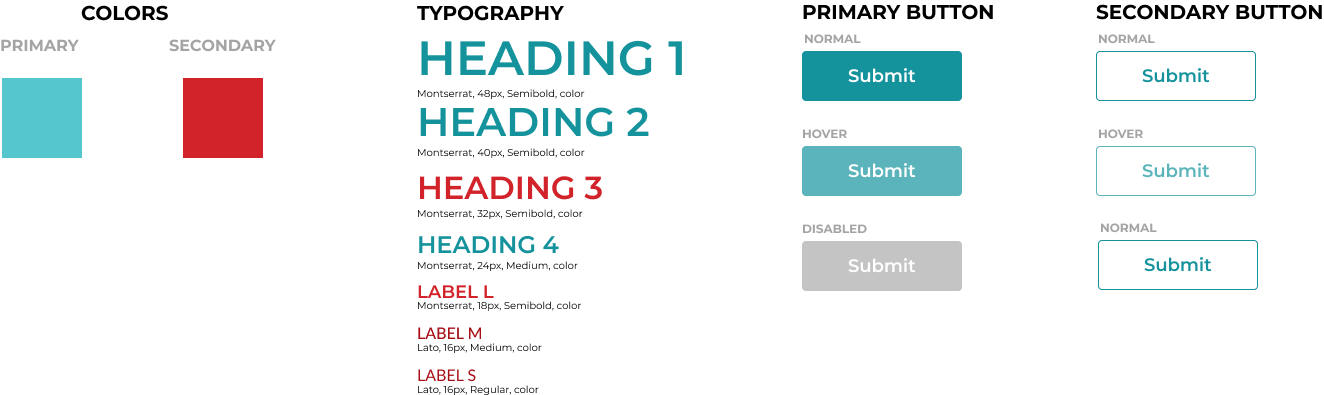 COLORS
PRIMARY
SECONDARY
TYPOGRAPHY
HEADING 1
Montserrat, 48px, Semibold, color
HEADING 2
Montserrat, 40px, Semibold, color
HEADING 3
Montserrat, 32px, Semibold, color
HEADING 4
Montserrat, 24px, Medium, color
LABEL L
Montserrat, 18px, Semibold, color
LABEL M
Lato, 16px, Medium, color
LABEL S
Lato, 16px, Regular, color
PRIMARY BUTTON
NORMAL
Submit
HOVER
Submit
DISABLED
Submit
SECONDARY BUTTON
NORMAL
Submit
HOVER
Submit
NORMAL
Submit